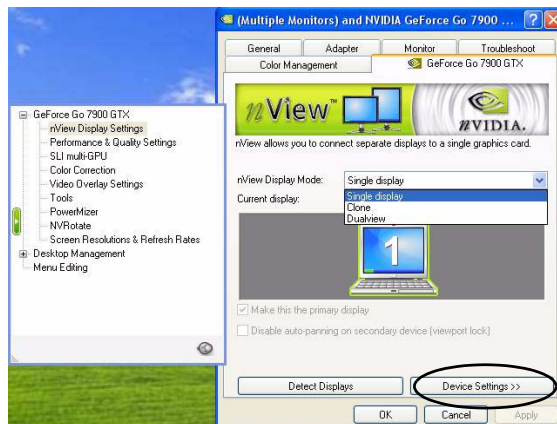 (Multiple Monitors) and NVIDIA GeForce Go 7900 ...
General
Adapter
Monitor
Troubleshoot
Color Management
GeForce Go 7900 GTX
nView™
nVIDIA.
nView allows you to connect separate displays to a single graphics card.
nView Display Mode:
Single display
Single display
Clone
Dualview
Current display:
1
Make this the primary display
Disable auto-panning on secondary device (viewport lock)
Detect Displays
Device Settings >>
OK
Cancel
Apply
GeForce Go 7900 GTX
nView Display Settings
Performance & Quality Settings
SLI multi-GPU
Color Correction
Video Overlay Settings
Tools
PowerMizer
NVRotate
Screen Resolutions & Refresh Rates
Desktop Management
Menu Editing